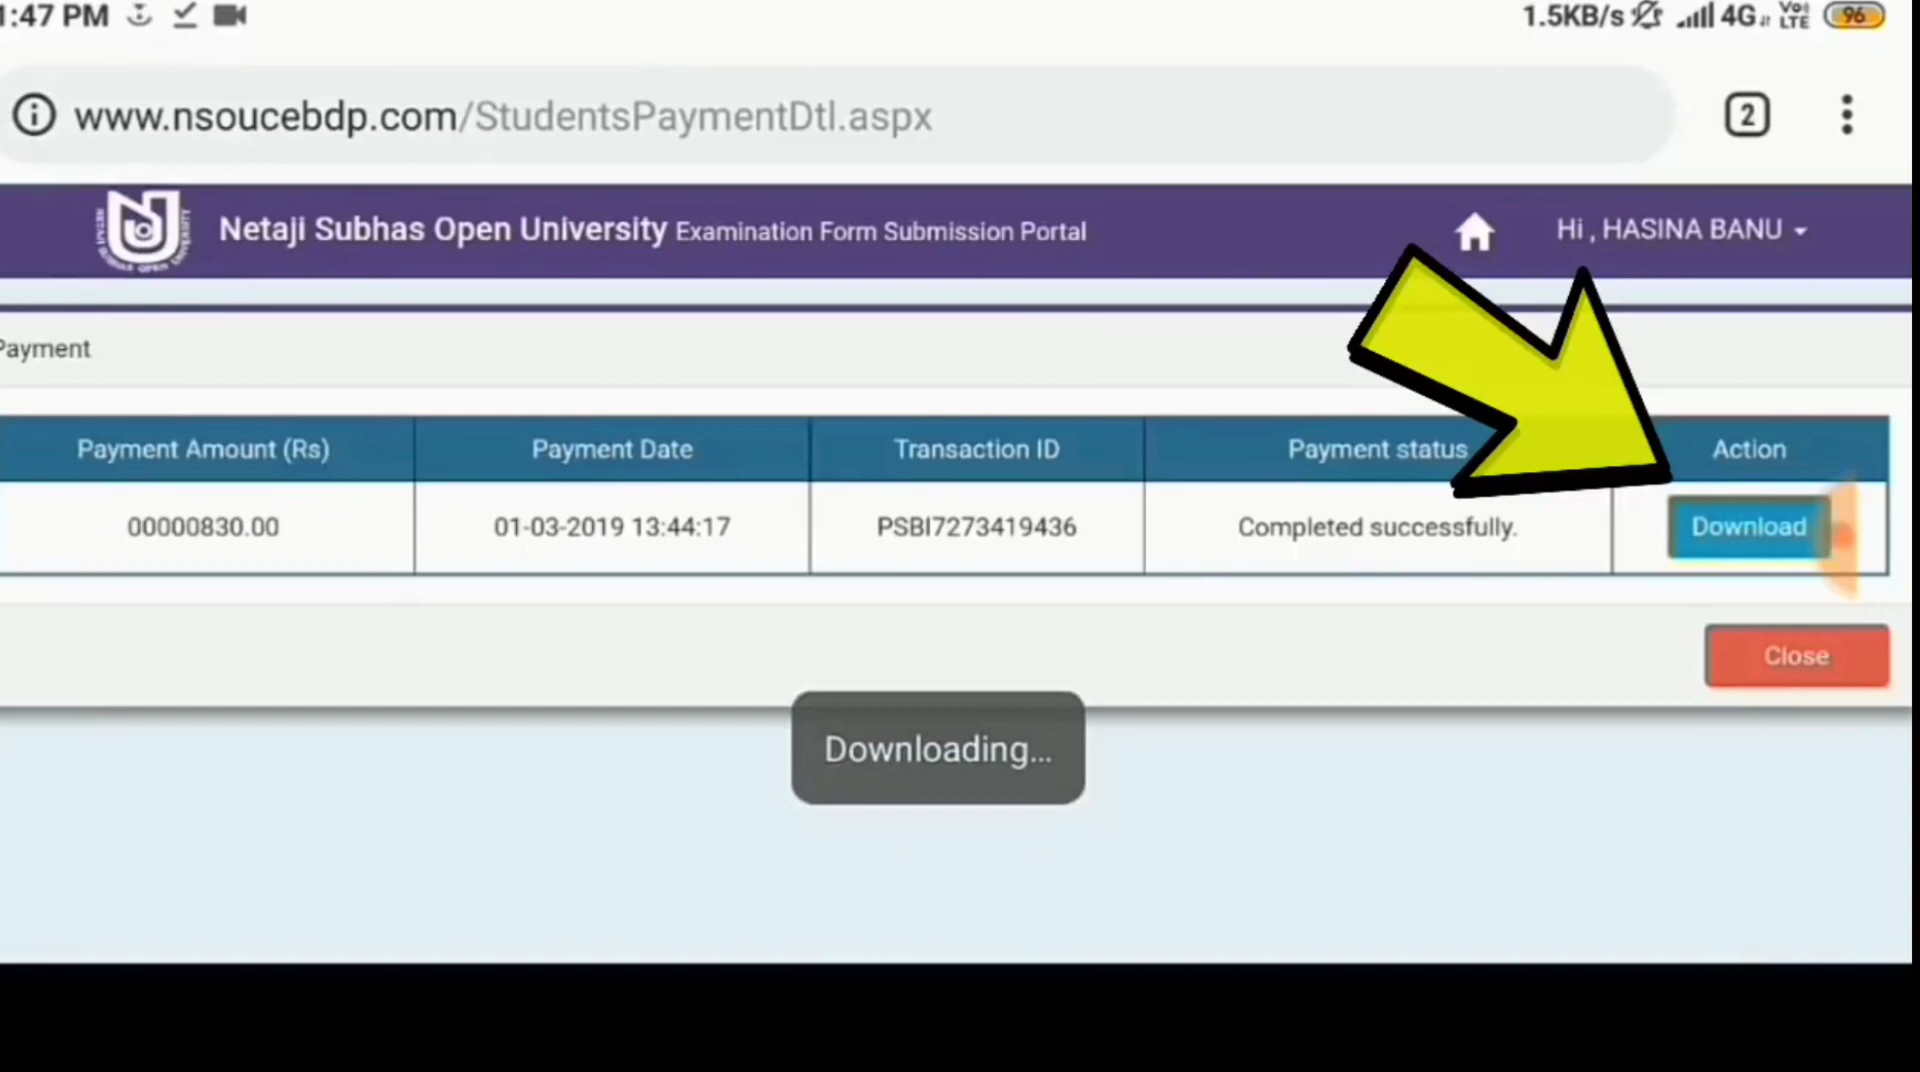 1:47 PM
1.5KB/s 4G VoLTE 96
www.nsoucebdp.com/StudentsPaymentDtl.aspx
2
Netaji Subhas Open University Examination Form Submission Portal
Hi , HASINA BANU
Payment
Payment Amount (Rs) Payment Date Transaction ID Payment status Action
00000830.00 01-03-2019 13:44:17 PSBI7273419436 Completed successfully. Download
Close
Downloading...